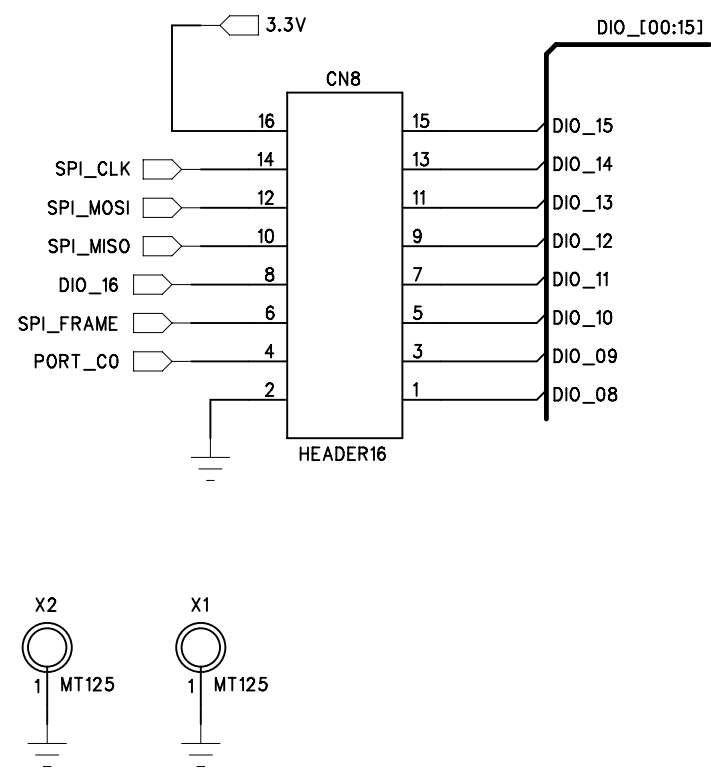 3.3V
DIO_[00:15]
CN8
16 15 DIO_15
SPI_CLK 14 13 DIO_14
SPI_MOSI 12 11 DIO_13
SPI_MISO 10 9 DIO_12
DIO_16 8 7 DIO_11
SPI_FRAME 6 5 DIO_10
PORT_C0 4 3 DIO_09
2 1 DIO_08
HEADER16
X2 X1
1 MT125 1 MT125